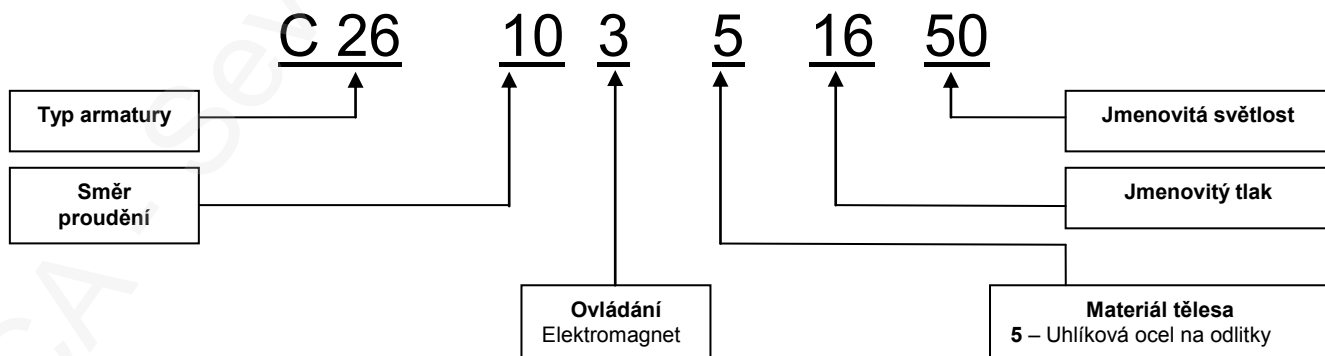 C 26 10 3 5 16 50
Typ armatury
Jmenovitá světlost
Směr
proudění
Jmenovitý tlak
Ovládání
Elektromagnet
Materiál tělesa
5 – Uhlíková ocel na odlitky